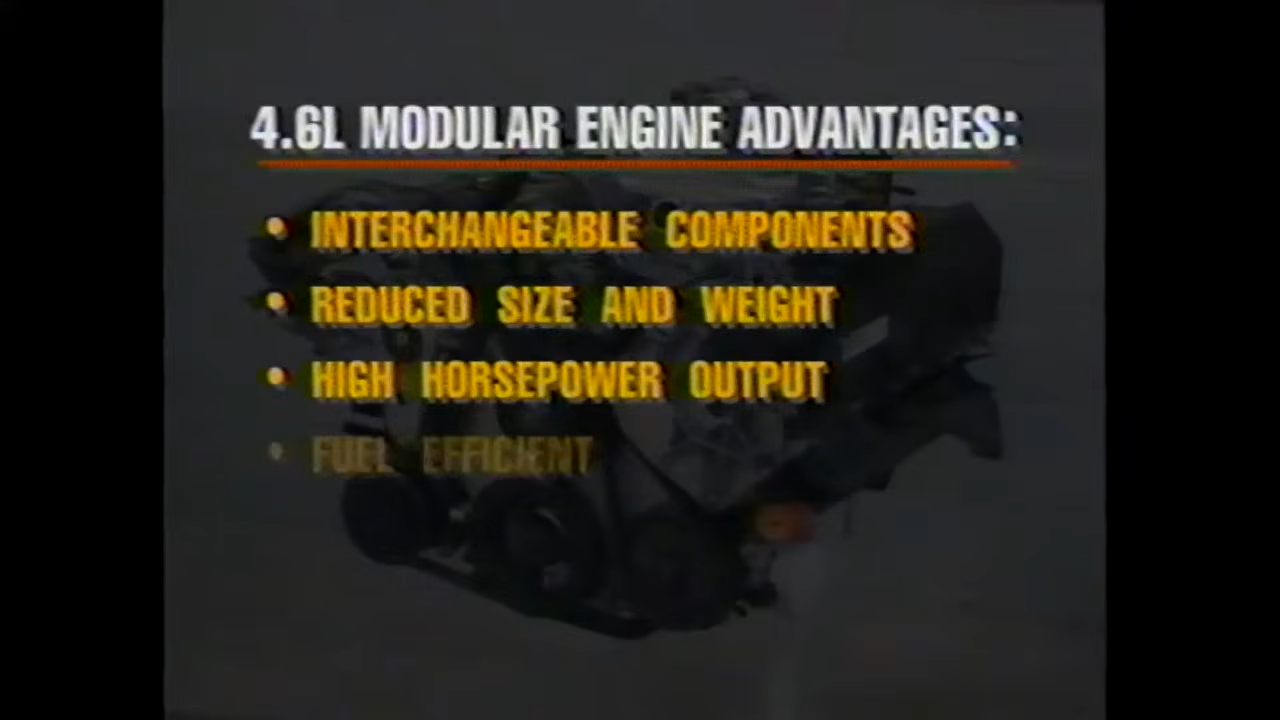 4.6L MODULAR ENGINE ADVANTAGES:
• INTERCHANGEABLE COMPONENTS
• REDUCED SIZE AND WEIGHT
• HIGH HORSEPOWER OUTPUT
• FUEL EFFICIENT